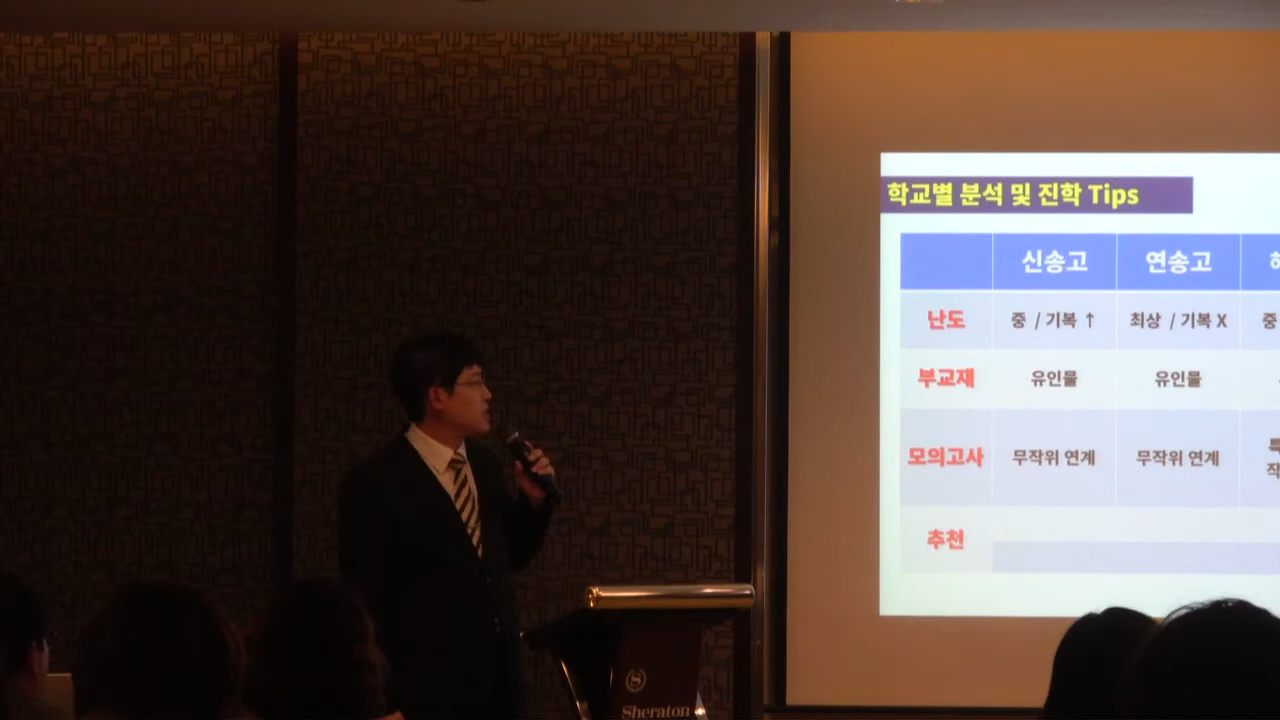 학교별 분석 및 진학 Tips
신송고 연송고
난도 중 / 기복 ↑ 최상 / 기복 X 중
부교재 유인물 유인물
모의고사 무작위 연계 무작위 연계
추천
S
Sheraton